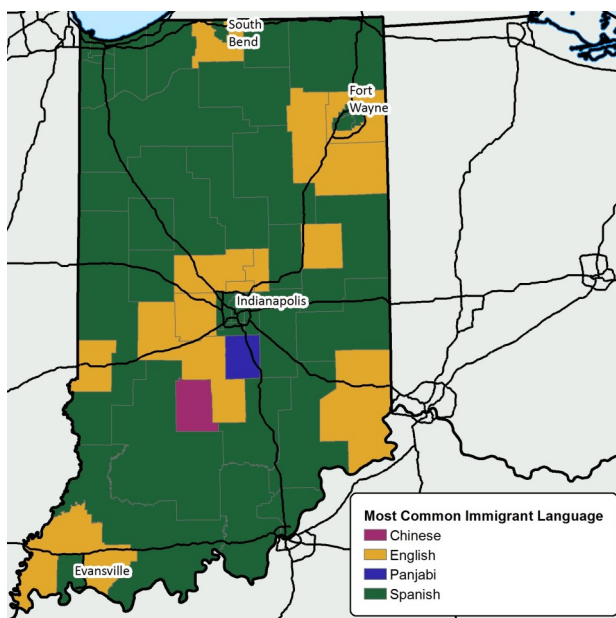 South
Bend
Fort
Wayne
Indianapolis
Evansville
Most Common Immigrant Language
Chinese
English
Panjabi
Spanish